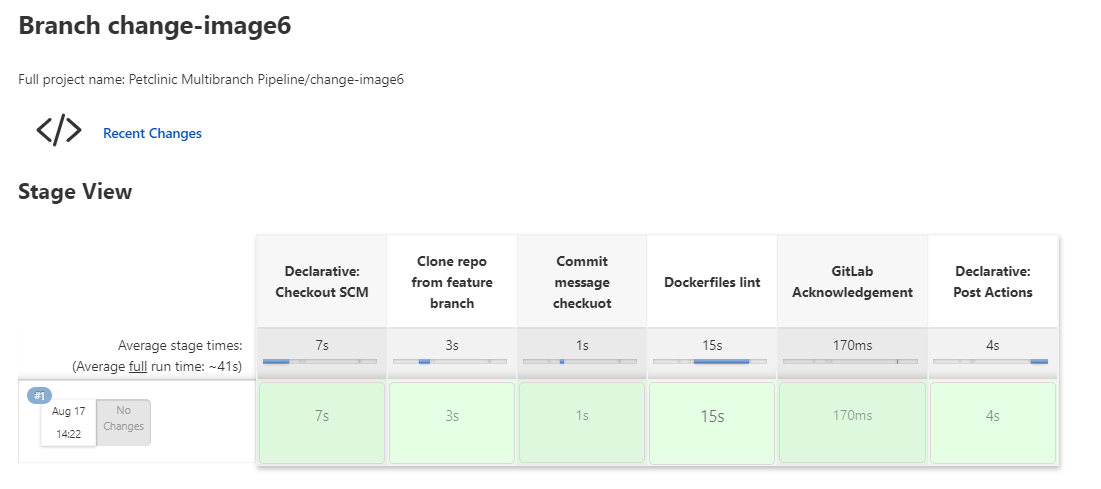 Branch change-image6
Full project name: Petclinic Multibranch Pipeline/change-image6
</> Recent Changes
Stage View
Declarative:
Checkout SCM
Clone repo
from feature
branch
Commit
message
checkuot
Dockerfiles lint
GitLab
Acknowledgement
Declarative:
Post Actions
Average stage times:
(Average full run time: ~41s)
7s
3s
1s
15s
170ms
4s
#1
Aug 17
14:22
No
Changes
7s
3s
1s
15s
170ms
4s